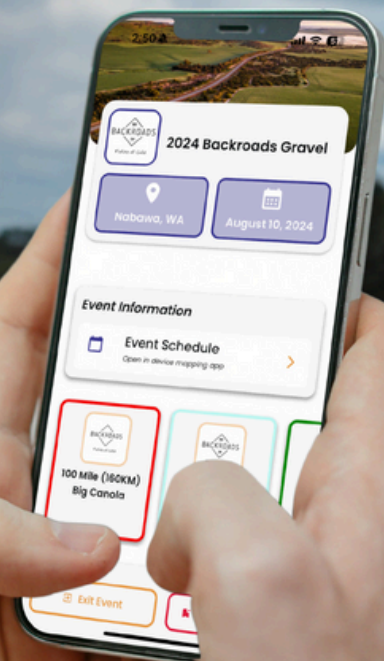 2:50
BACKROADS
2024 Backroads Gravel
Nabawa, WA
August 10, 2024
Event Information
Event Schedule
Open in device mapping app
BACKROADS
BACKROADS
100 Mile (160KM)
Big Canola
Exit Event